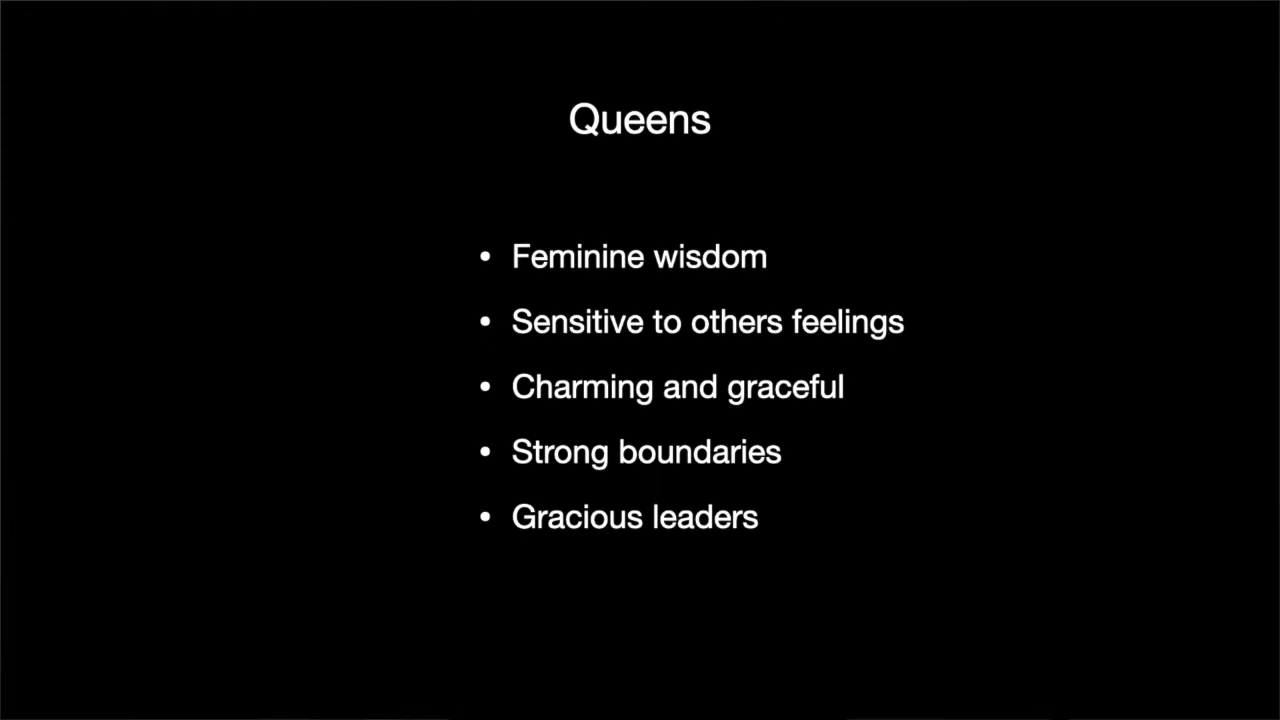 Queens
• Feminine wisdom
• Sensitive to others feelings
• Charming and graceful
• Strong boundaries
• Gracious leaders